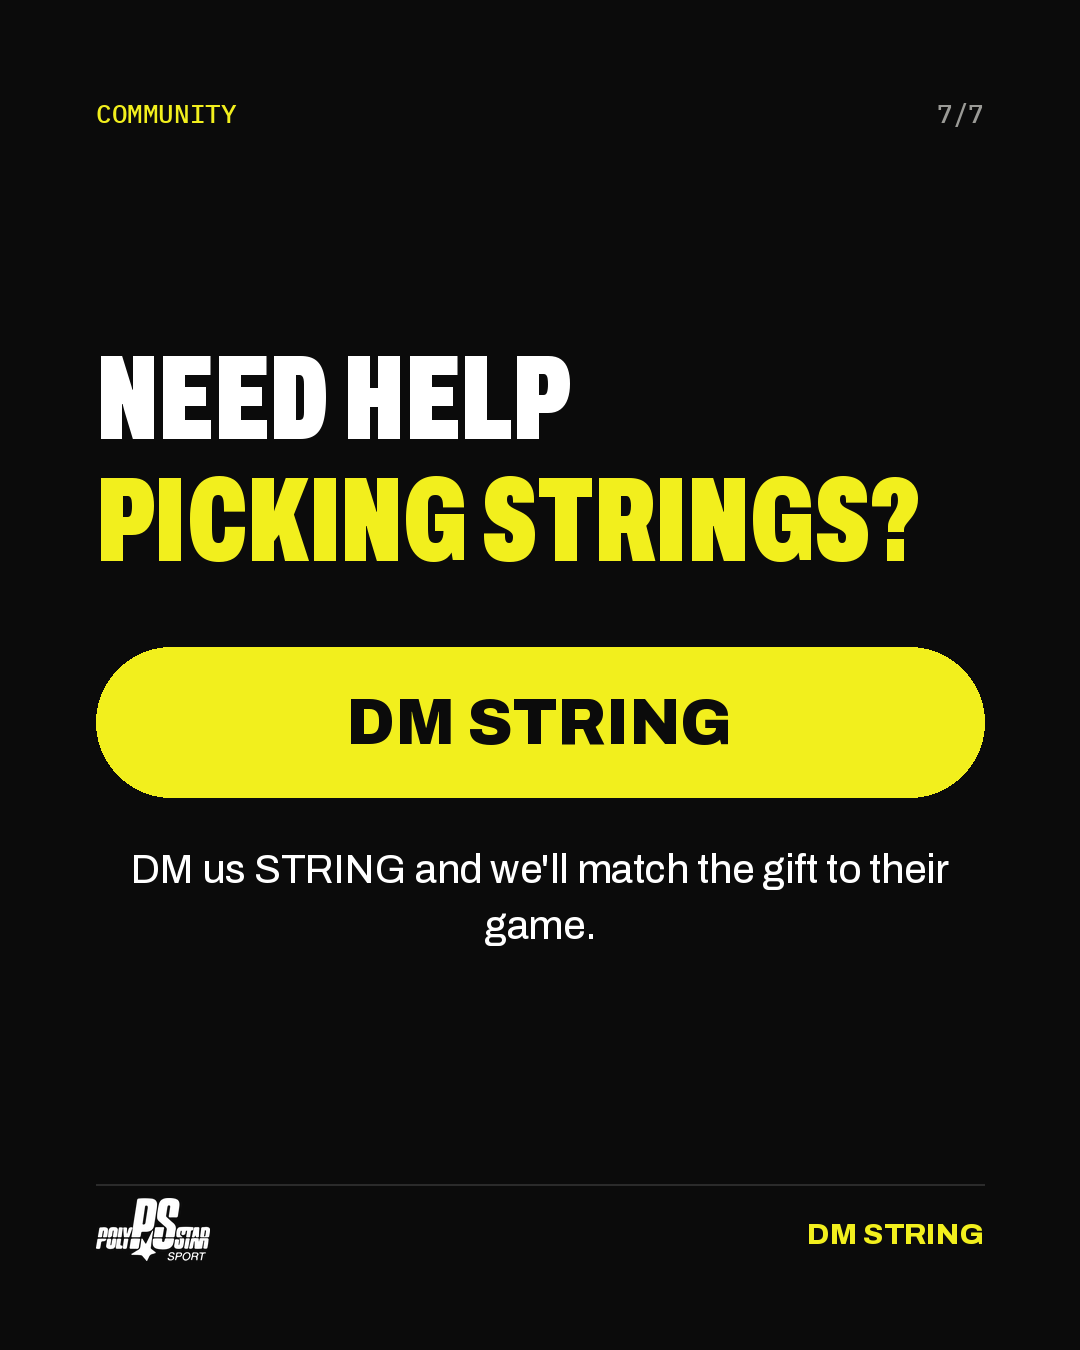 COMMUNITY
7/7
NEED HELP
PICKING STRINGS?
DM STRING
DM us STRING and we'll match the gift to their
game.
POLY PS STAR
SPORT
DM STRING